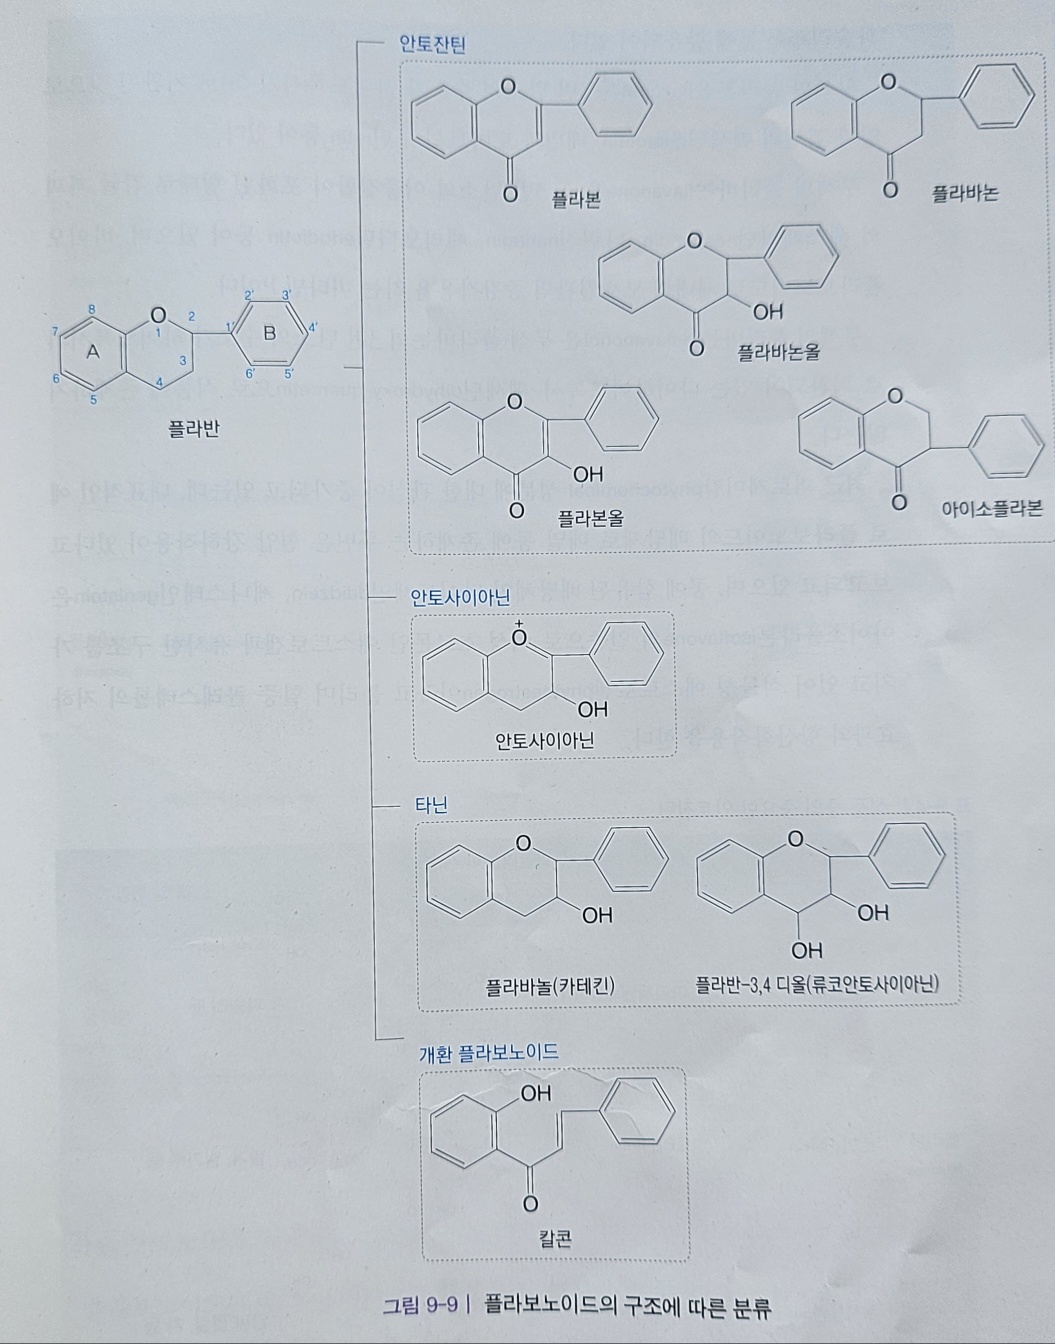 안토잔틴
O
O
플라본
O
O
플라바논
O
OH
O
플라바논올
8
7
A
6
5
O
1
2
3
4
1′
2′
3′
B
4′
6′
5′
플라반
O
OH
O
플라본올
O
O
아이소플라본
안토사이아닌
+
O
OH
안토사이아닌
타닌
O
OH
플라바놀(카테킨)
O
OH
OH
플라반-3,4 디올(류코안토사이아닌)
개환 플라보노이드
OH
O
칼콘
그림 9-9 | 플라보노이드의 구조에 따른 분류